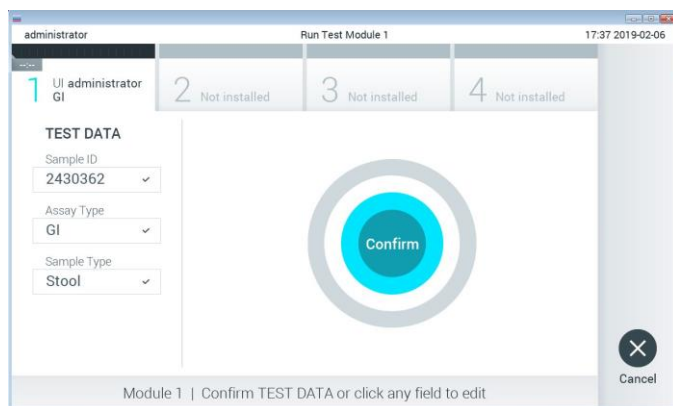 administrator Run Test Module 1 17:37 2019-02-06
--:--
1 UI administrator
GI
2 Not installed
3 Not installed
4 Not installed
TEST DATA
Sample ID
2430362
Assay Type
GI
Sample Type
Stool
Confirm
Cancel
Module 1 | Confirm TEST DATA or click any field to edit